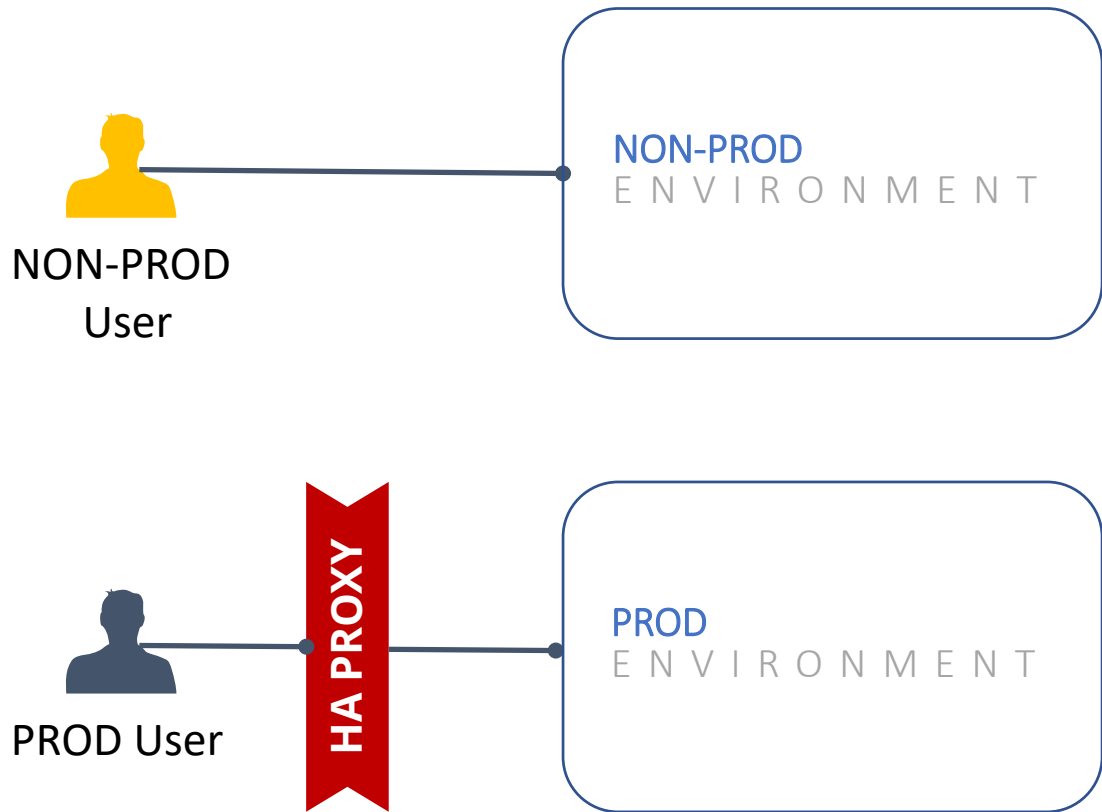 NON-PROD
ENVIRONMENT
NON-PROD
User
HA PROXY
PROD
ENVIRONMENT
PROD User